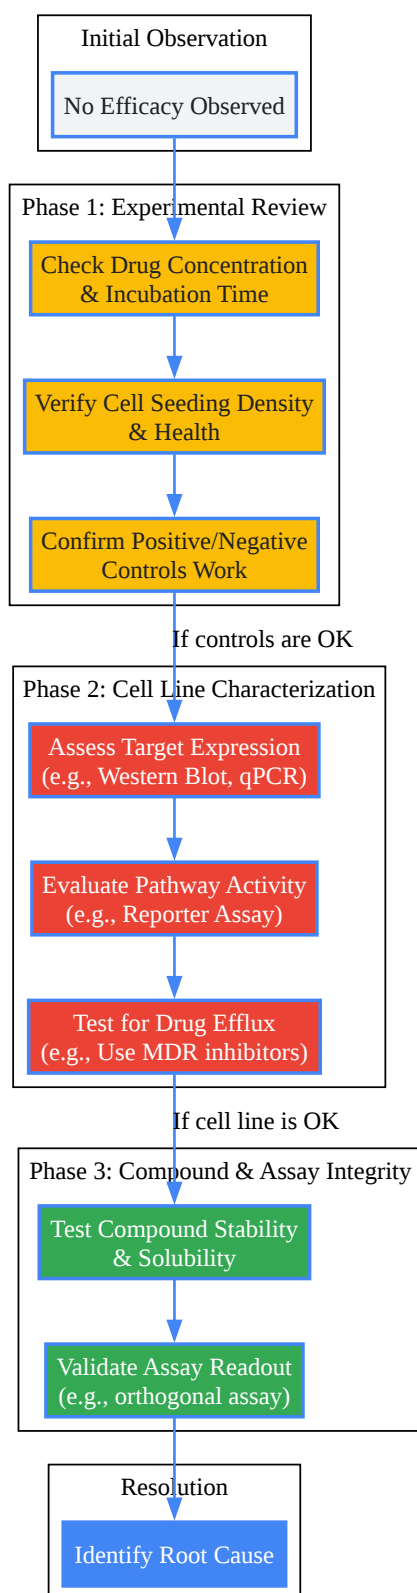 Initial Observation
No Efficacy Observed
Phase 1: Experimental Review
Check Drug Concentration
& Incubation Time
Verify Cell Seeding Density
& Health
Confirm Positive/Negative
Controls Work
If controls are OK
Phase 2: Cell Line Characterization
Assess Target Expression
(e.g., Western Blot, qPCR)
Evaluate Pathway Activity
(e.g., Reporter Assay)
Test for Drug Efflux
(e.g., Use MDR inhibitors)
If cell line is OK
Phase 3: Compound & Assay Integrity
Test Compound Stability
& Solubility
Validate Assay Readout
(e.g., orthogonal assay)
Resolution
Identify Root Cause